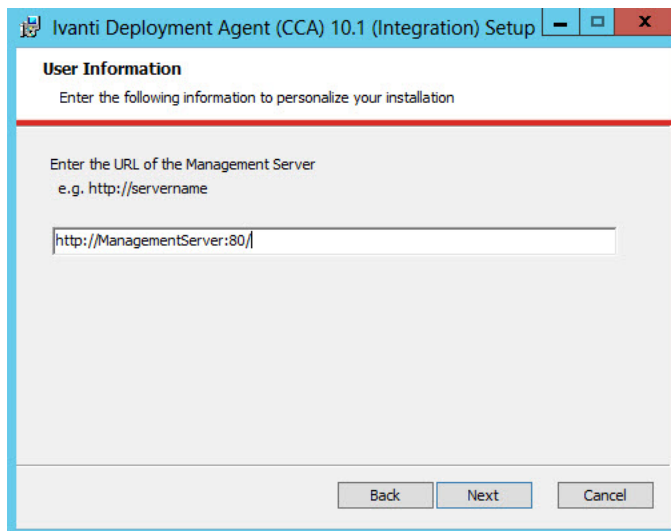 Ivanti Deployment Agent (CCA) 10.1 (Integration) Setup
User Information
Enter the following information to personalize your installation
Enter the URL of the Management Server
e.g. http://servername
http://ManagementServer:80/
Back Next Cancel